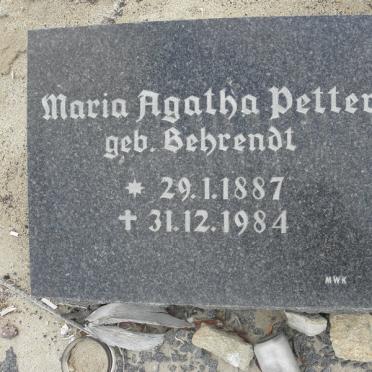 Maria Agatha Petter
geb. Behrendt
* 29.1.1887
✝ 31.12.1984
MWK